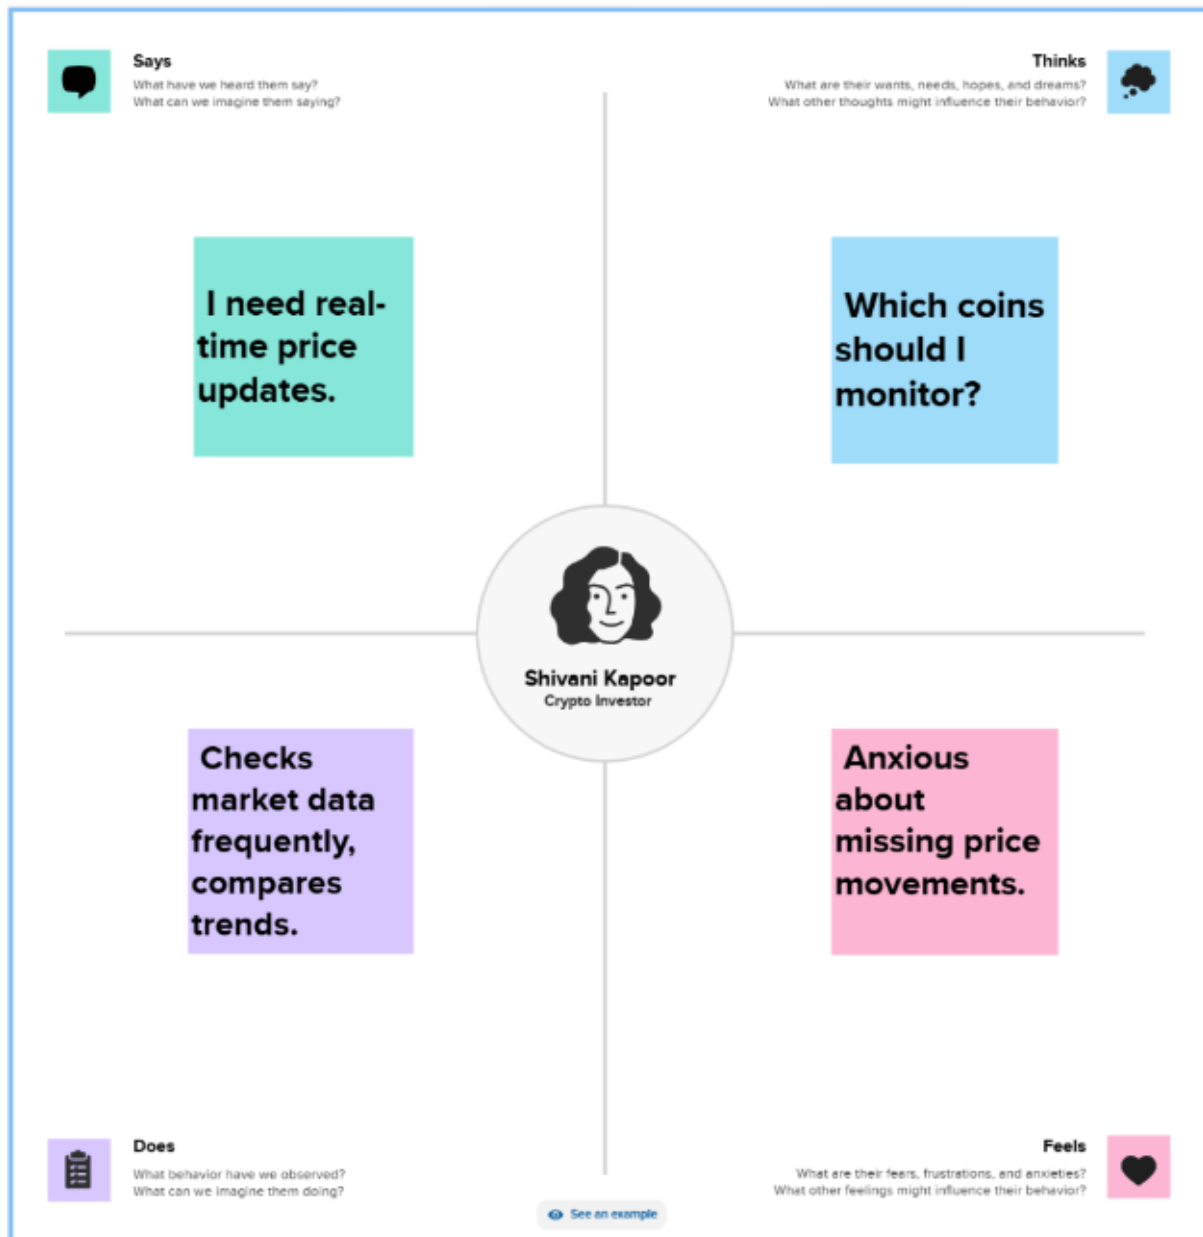 Says
What have we heard them say?
What can we imagine them saying?
Thinks
What are their wants, needs, hopes, and dreams?
What other thoughts might influence their behavior?
I need real-
time price
updates.
Which coins
should I
monitor?
Shivani Kapoor
Crypto Investor
Checks
market data
frequently,
compares
trends.
Anxious
about
missing price
movements.
Does
What behavior have we observed?
What can we imagine them doing?
Feels
What are their fears, frustrations, and anxieties?
What other feelings might influence their behavior?
See an example